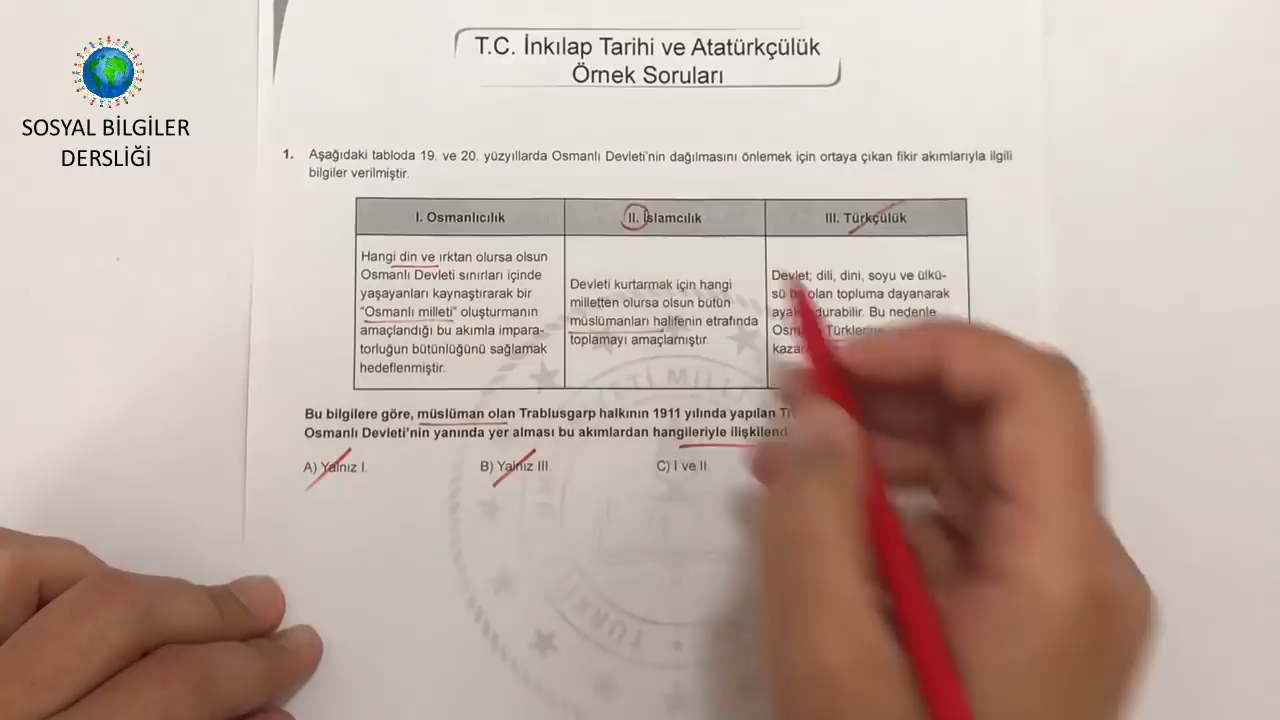 SOSYAL BİLGİLER
DERSLİĞİ
T.C. İnkılap Tarihi ve Atatürkçülük
Örnek Soruları
1. Aşağıdaki tabloda 19. ve 20. yüzyıllarda Osmanlı Devleti'nin dağılmasını önlemek için ortaya çıkan fikir akımlarıyla ilgili
bilgiler verilmiştir.
I. Osmanlıcılık
Hangi din ve ırktan olursa olsun
Osmanlı Devleti sınırları içinde
yaşayanları kaynaştırarak bir
"Osmanlı milleti" oluşturmanın
amaçlandığı bu akımla impara-
torluğun bütünlüğünü sağlamak
hedeflenmiştir.
II. İslamcılık
Devleti kurtarmak için hangi
milletten olursa olsun bütün
müslümanları halifenin etrafında
toplamayı amaçlamıştır.
III. Türkçülük
Devlet; dili, dini, soyu ve ülkü-
sü olan topluma dayanarak
durabilir. Bu nedenle
Türklerine
Bu bilgilere göre, müslüman olan Trablusgarp halkının 1911 yılında yapılan
Osmanlı Devleti'nin yanında yer alması bu akımlardan hangileriyle
A) Yalnız I.
B) Yalnız III.
C) I ve II.